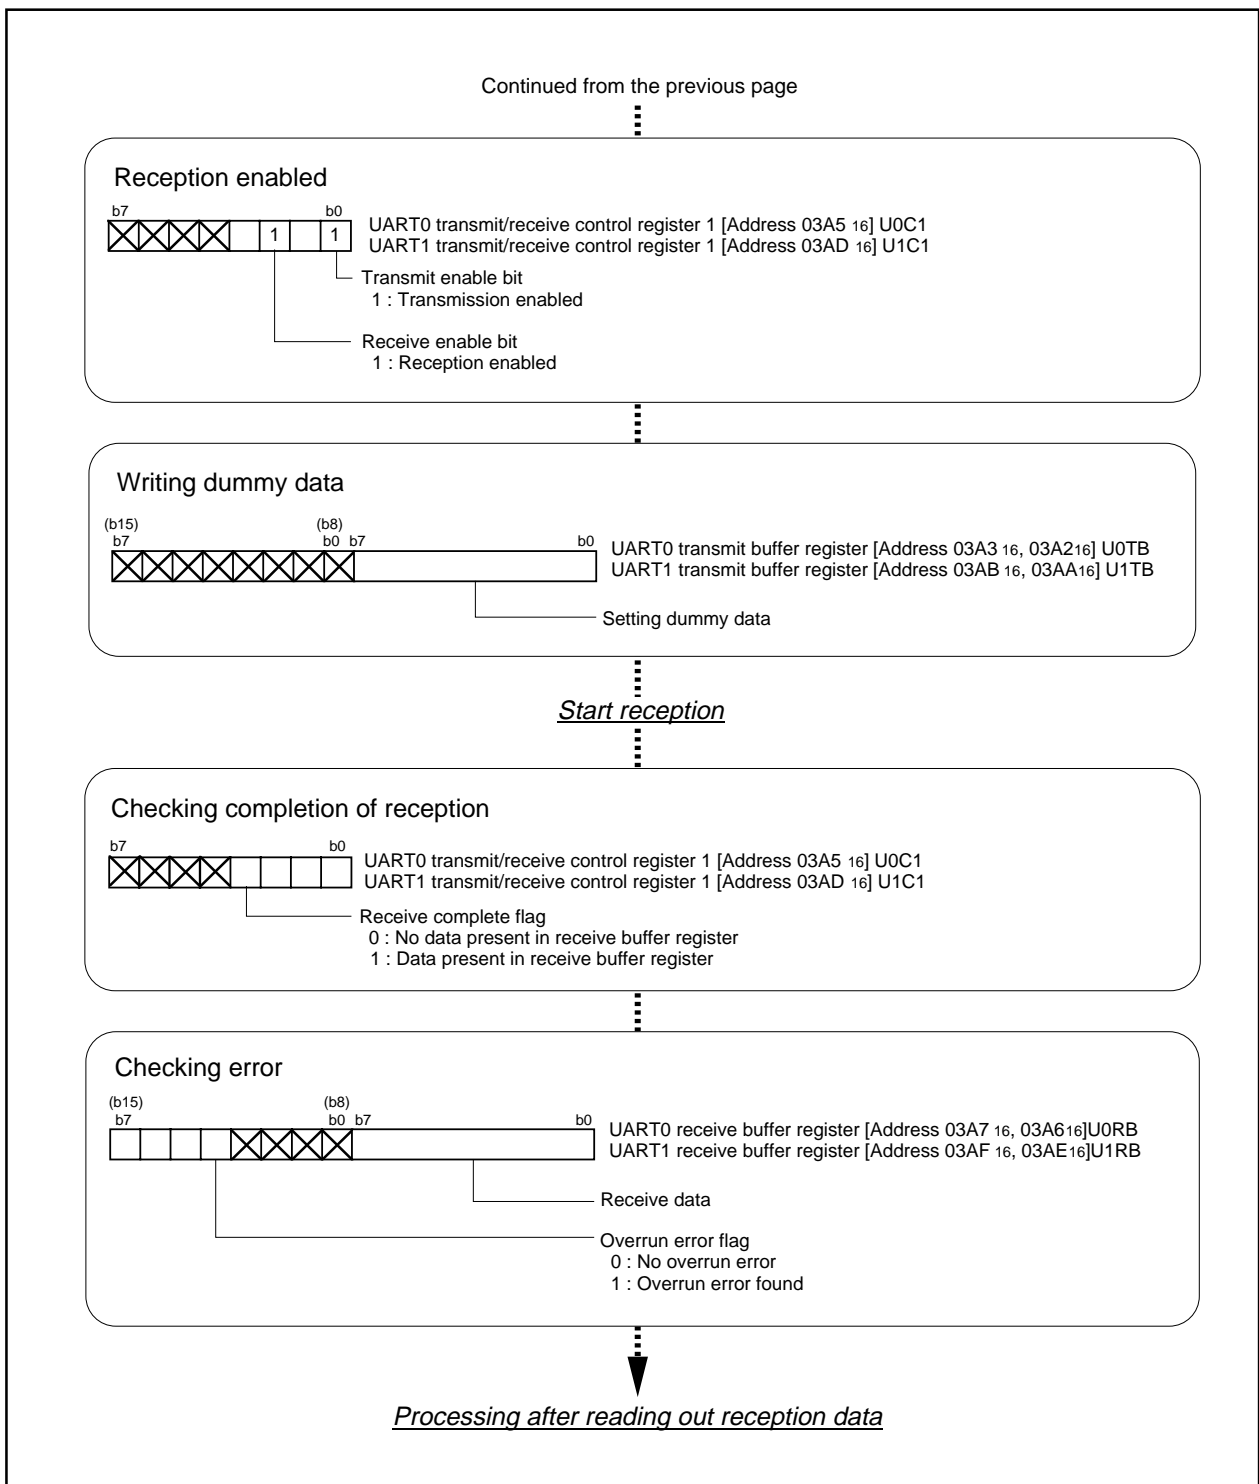 Continued from the previous page
Reception enabled
b7 b0
1 1
UART0 transmit/receive control register 1 [Address 03A5 16] U0C1
UART1 transmit/receive control register 1 [Address 03AD 16] U1C1
Transmit enable bit
1 : Transmission enabled
Receive enable bit
1 : Reception enabled
Writing dummy data
(b15) (b8)
b7 b0 b7 b0
UART0 transmit buffer register [Address 03A3 16, 03A216] U0TB
UART1 transmit buffer register [Address 03AB 16, 03AA16] U1TB
Setting dummy data
Start reception
Checking completion of reception
b7 b0
UART0 transmit/receive control register 1 [Address 03A5 16] U0C1
UART1 transmit/receive control register 1 [Address 03AD 16] U1C1
Receive complete flag
0 : No data present in receive buffer register
1 : Data present in receive buffer register
Checking error
(b15) (b8)
b7 b0 b7 b0
UART0 receive buffer register [Address 03A7 16, 03A616]U0RB
UART1 receive buffer register [Address 03AF 16, 03AE16]U1RB
Receive data
Overrun error flag
0 : No overrun error
1 : Overrun error found
Processing after reading out reception data